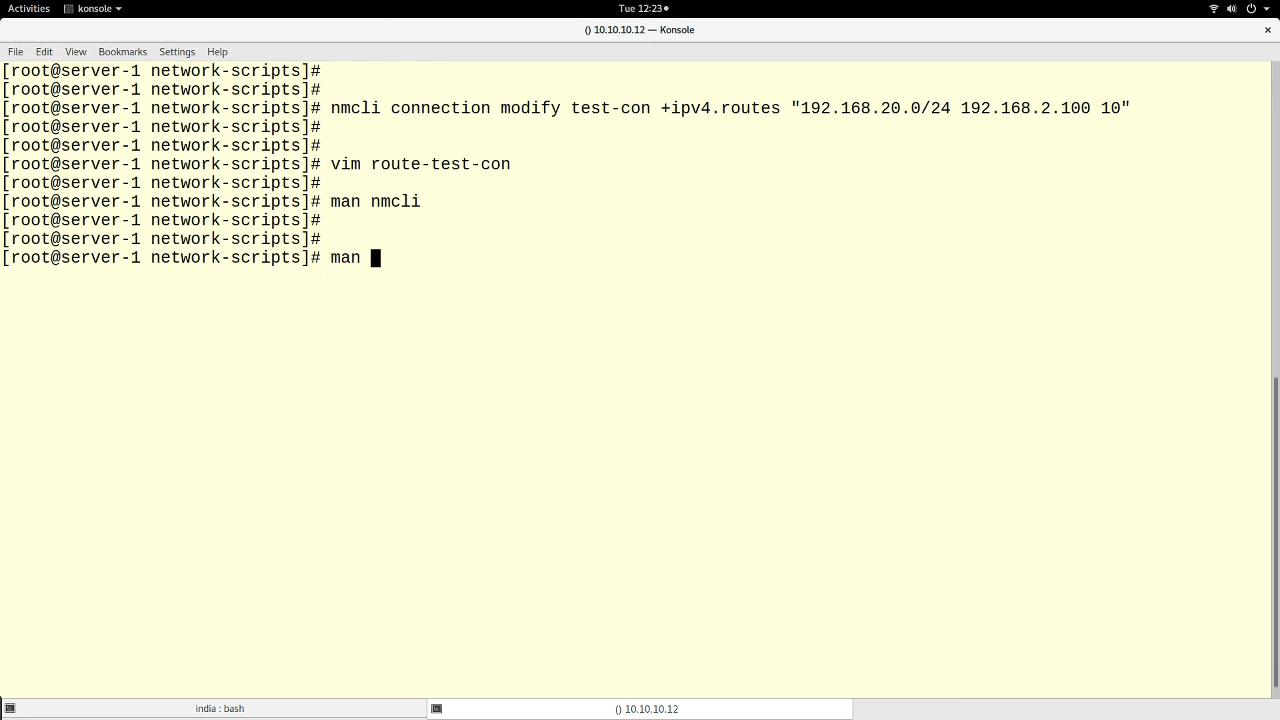 Activities konsole Tue 12:23
() 10.10.10.12 — Konsole
File Edit View Bookmarks Settings Help
[root@server-1 network-scripts]#
[root@server-1 network-scripts]#
[root@server-1 network-scripts]# nmcli connection modify test-con +ipv4.routes "192.168.20.0/24 192.168.2.100 10"
[root@server-1 network-scripts]#
[root@server-1 network-scripts]#
[root@server-1 network-scripts]# vim route-test-con
[root@server-1 network-scripts]#
[root@server-1 network-scripts]# man nmcli
[root@server-1 network-scripts]#
[root@server-1 network-scripts]#
[root@server-1 network-scripts]# man
india : bash () 10.10.10.12